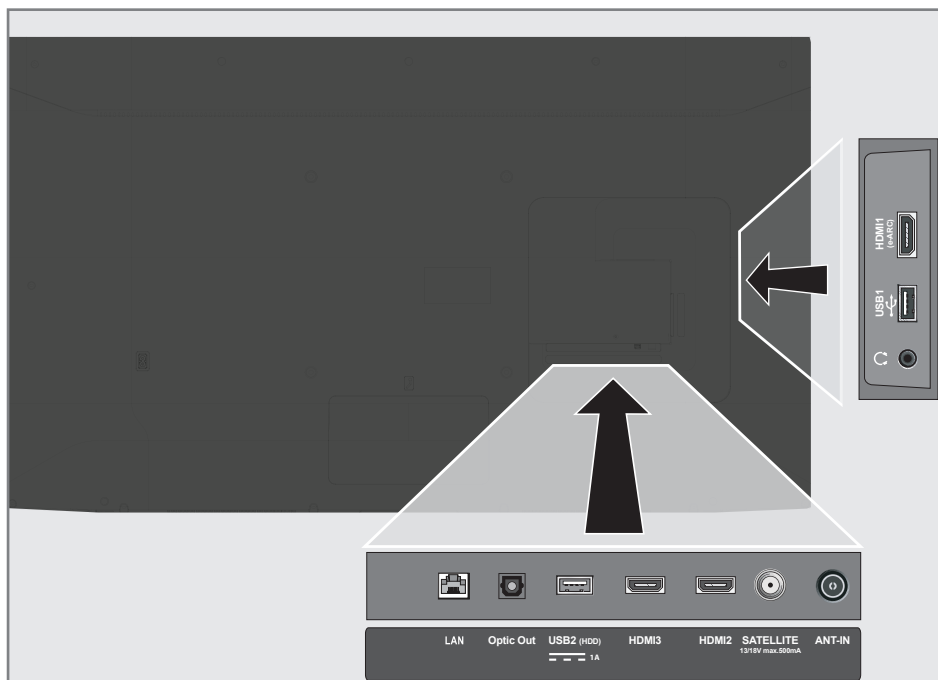 HDMI1
(e-ARC)
USB1
LAN
Optic Out
USB2 (HDD)
1A
HDMI3
HDMI2
SATELLITE
13/18V max.500mA
ANT-IN